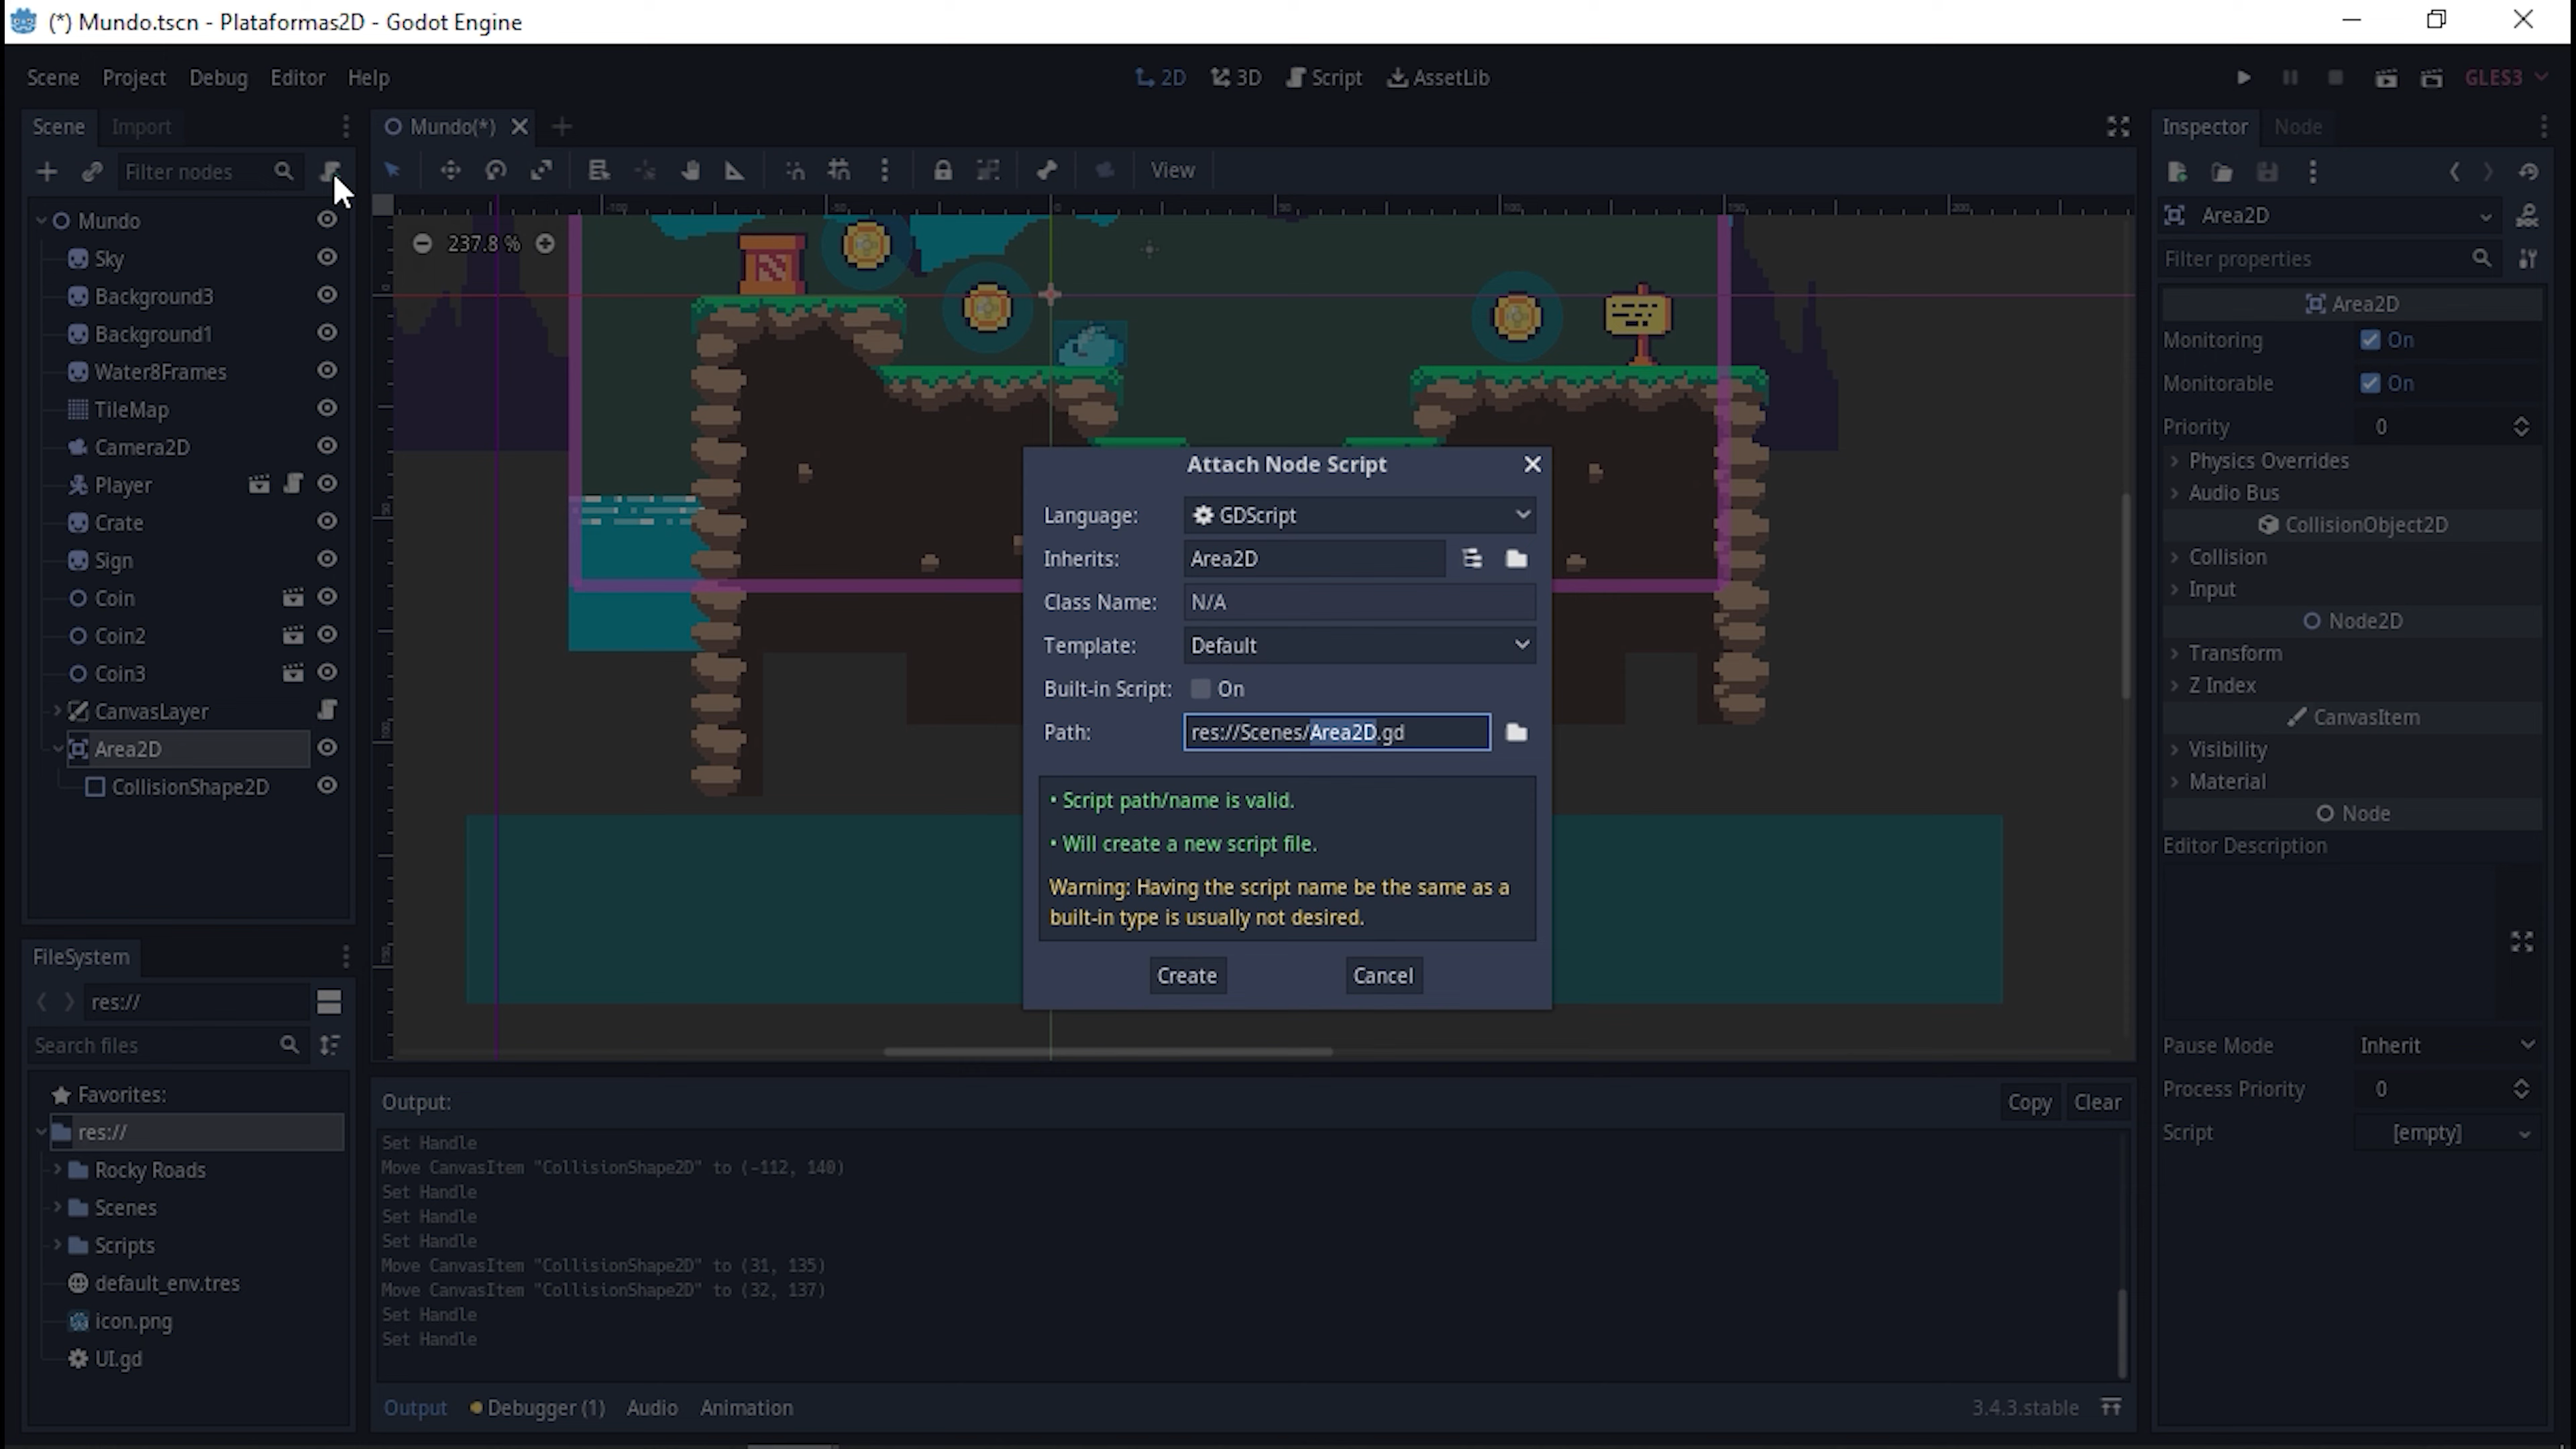 (*) Mundo.tscn - Plataformas2D - Godot Engine
Scene Project Debug Editor Help
2D 3D Script AssetLib
GLES3
Scene Import
Mundo(*)
Inspector Node
Filter nodes
View
Mundo
Sky
Background3
Background1
Water8Frames
TileMap
Camera2D
Player
Crate
Sign
Coin
Coin2
Coin3
CanvasLayer
Area2D
CollisionShape2D
FileSystem
res://
Search files
Favorites:
res://
Rocky Roads
Scenes
Scripts
default_env.tres
icon.png
UI.gd
237.8 %
Attach Node Script
Language: GDScript
Inherits: Area2D
Class Name: N/A
Template: Default
Built-in Script: On
Path: res://Scenes/Area2D.gd
• Script path/name is valid.
• Will create a new script file.
Warning: Having the script name be the same as a
built-in type is usually not desired.
Create Cancel
Output:
Copy Clear
Set Handle
Move CanvasItem "CollisionShape2D" to (-112, 140)
Set Handle
Set Handle
Set Handle
Move CanvasItem "CollisionShape2D" to (31, 135)
Move CanvasItem "CollisionShape2D" to (32, 137)
Set Handle
Set Handle
Output Debugger (1) Audio Animation
3.4.3.stable
Area2D
Filter properties
Area2D
Monitoring On
Monitorable On
Priority 0
Physics Overrides
Audio Bus
CollisionObject2D
Collision
Input
Node2D
Transform
Z Index
CanvasItem
Visibility
Material
Node
Editor Description
Pause Mode Inherit
Process Priority 0
Script [empty]